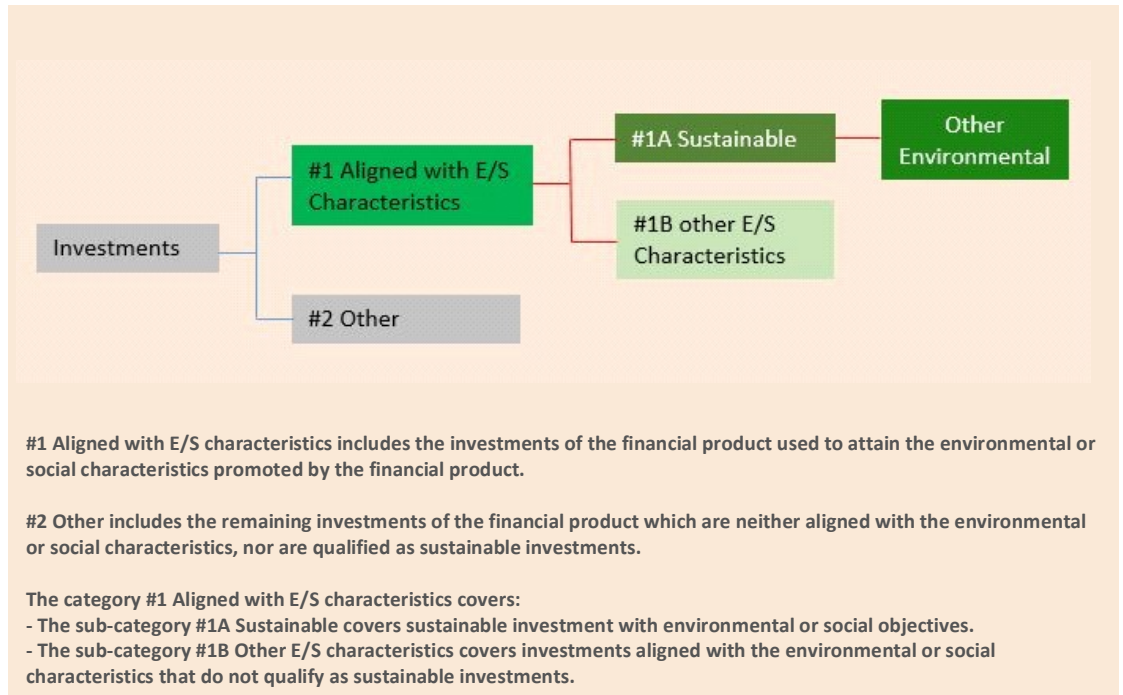 Other
Environmental
#1A Sustainable
#1 Aligned with E/S
Characteristics
#1B other E/S
Characteristics
Investments
#2 Other
#1 Aligned with E/S characteristics includes the investments of the financial product used to attain the environmental or
social characteristics promoted by the financial product.
#2 Other includes the remaining investments of the financial product which are neither aligned with the environmental
or social characteristics, nor are qualified as sustainable investments.
The category #1 Aligned with E/S characteristics covers:
- The sub-category #1A Sustainable covers sustainable investment with environmental or social objectives.
- The sub-category #1B Other E/S characteristics covers investments aligned with the environmental or social
characteristics that do not qualify as sustainable investments.